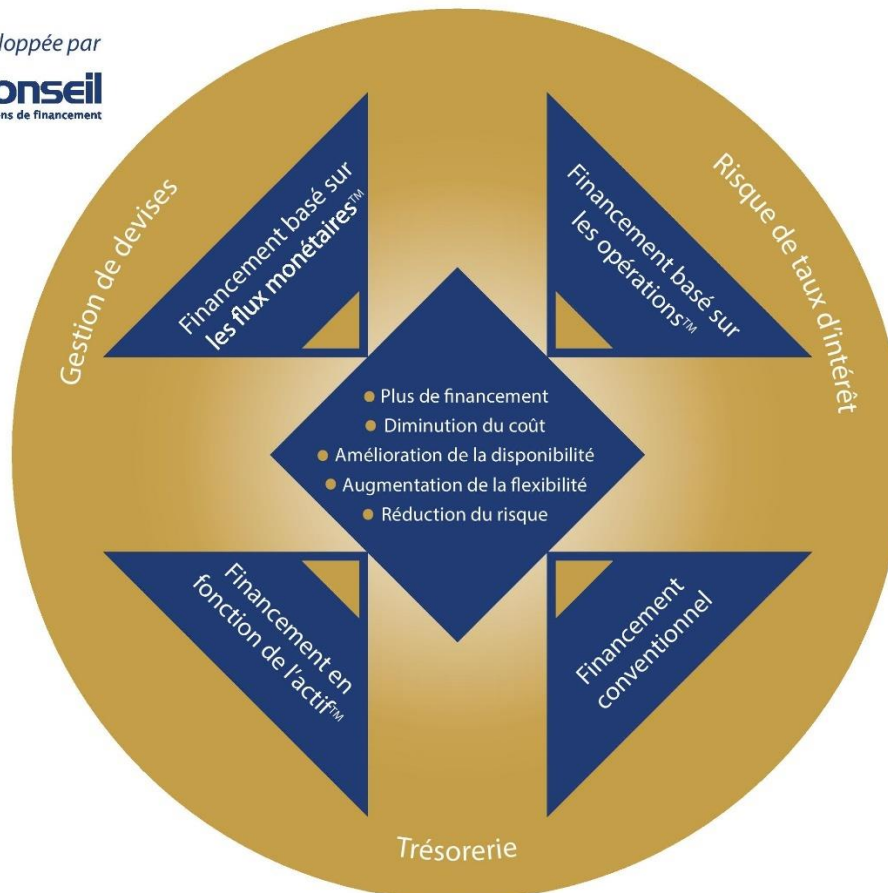 loppée par
onseil
ns de financement
Gestion de devises
Risque de taux d'intérêt
Financement basé sur
les flux monétaires™
Financement basé sur
les opérations™
Plus de financement
Diminution du coût
Amélioration de la disponibilité
Augmentation de la flexibilité
Réduction du risque
Financement en
fonction de l'actif™
Financement
conventionnel
Trésorerie